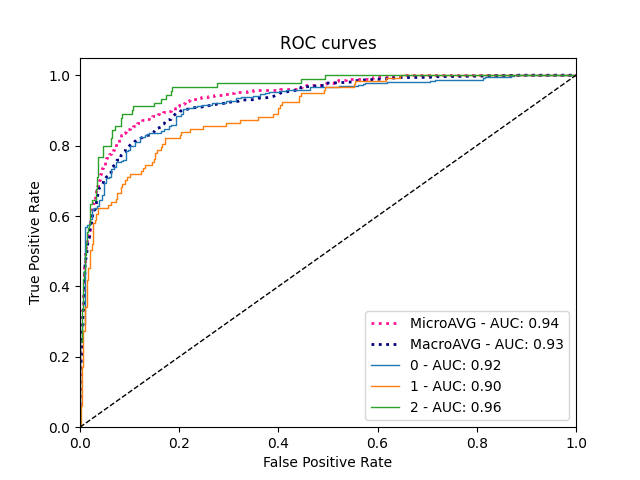 ROC curves
1.0
0.8
0.6
0.4
0.2
0.0
True Positive Rate
MicroAVG - AUC: 0.94
MacroAVG - AUC: 0.93
0 - AUC: 0.92
1 - AUC: 0.90
2 - AUC: 0.96
0.0 0.2 0.4 0.6 0.8 1.0
False Positive Rate